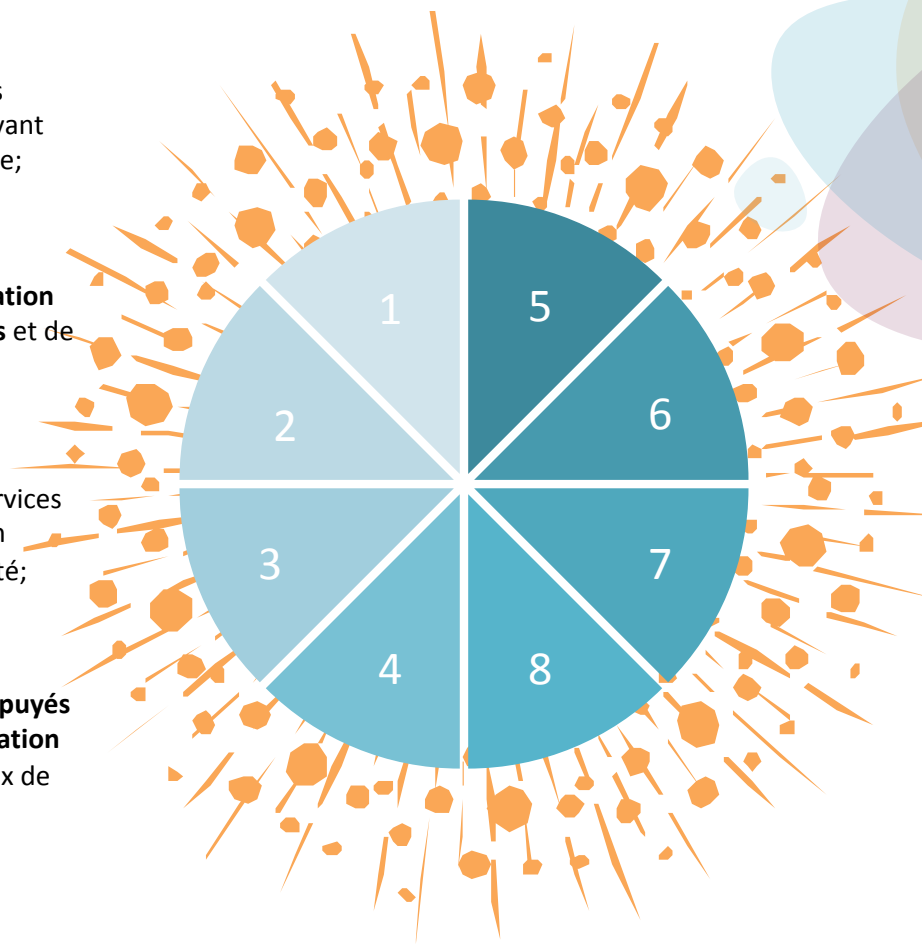 s
vant
e;
ation
s et de
rvices
n
té;
puyés
ation
x de
1
2
3
4
5
6
7
8